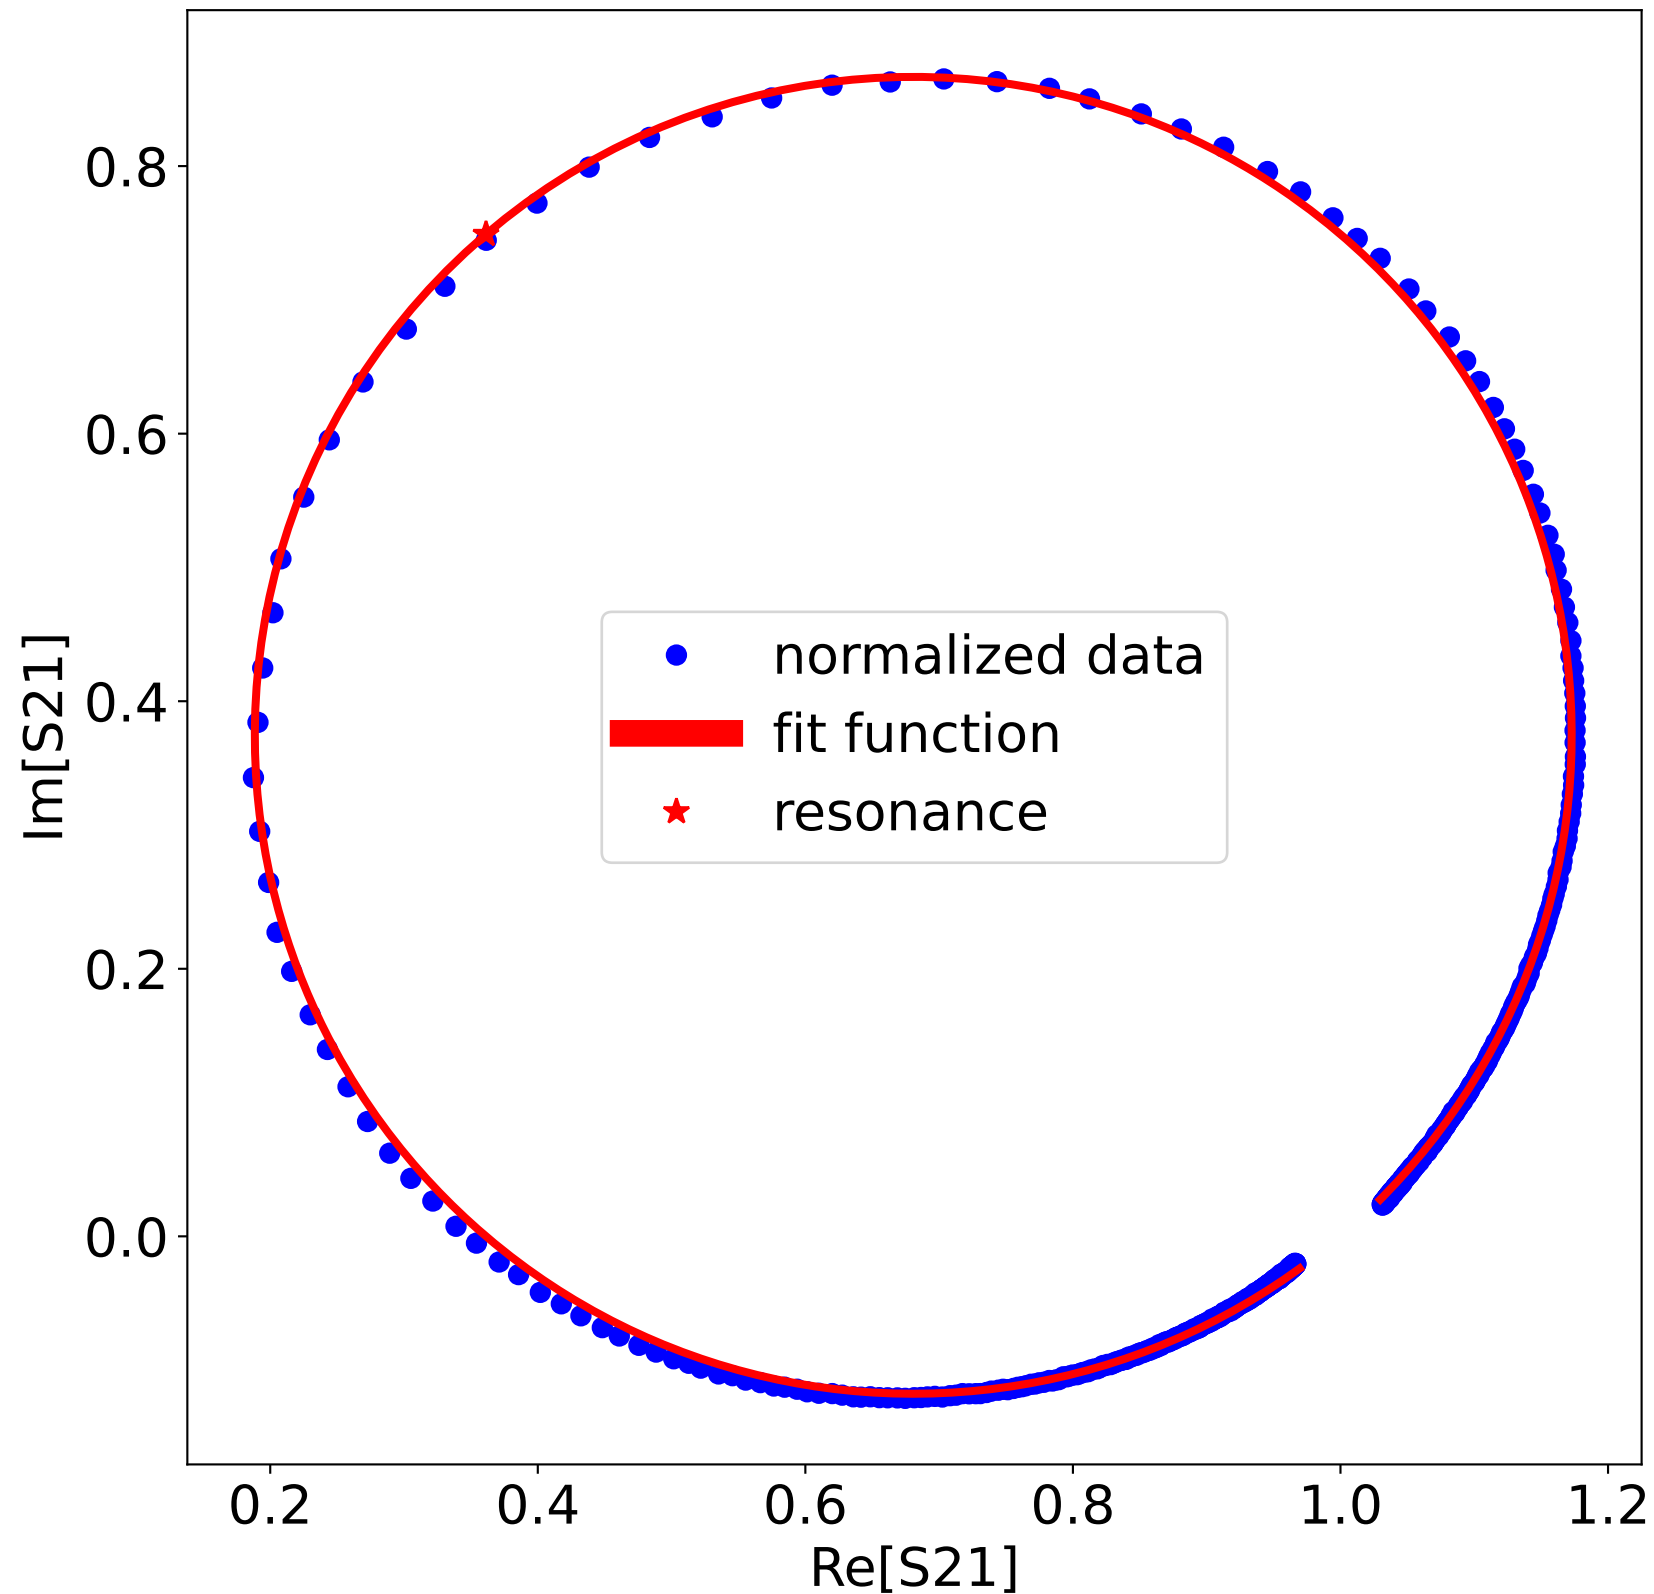 0.8
0.6
0.4
0.2
0.0
Im[S21]
normalized data
fit function
resonance
0.2 0.4 0.6 0.8 1.0 1.2
Re[S21]